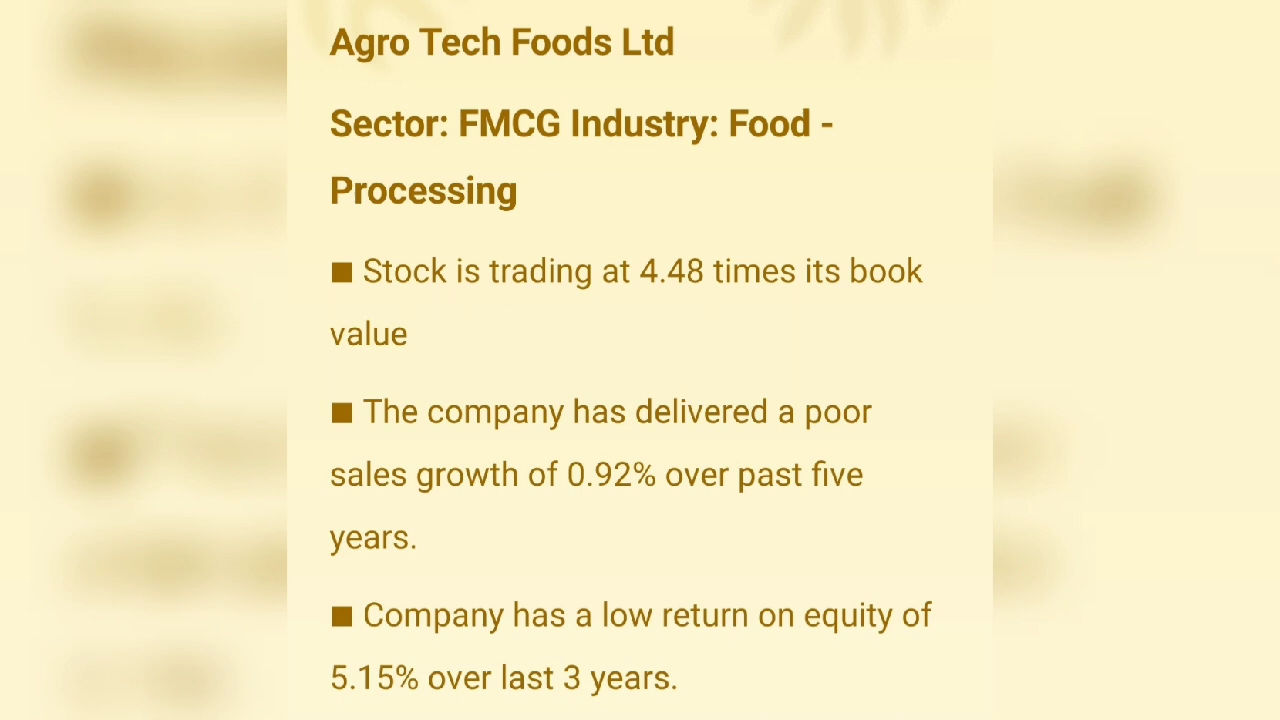 Agro Tech Foods Ltd
Sector: FMCG Industry: Food -
Processing
■ Stock is trading at 4.48 times its book
value
■ The company has delivered a poor
sales growth of 0.92% over past five
years.
■ Company has a low return on equity of
5.15% over last 3 years.